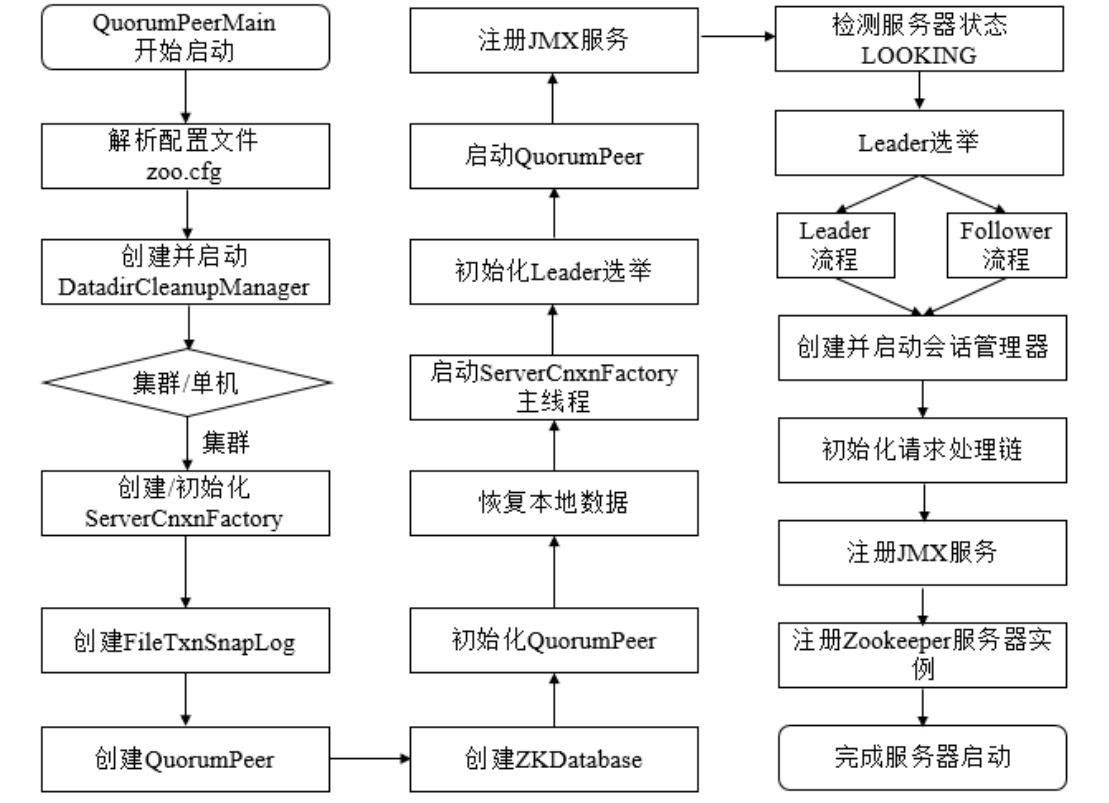 QuorumPeerMain
开始启动
解析配置文件
zoo.cfg
创建并启动
DatadirCleanupManager
集群/单机
集群
创建/初始化
ServerCnxnFactory
创建FileTxnSnapLog
创建QuorumPeer
创建ZKDatabase
初始化QuorumPeer
恢复本地数据
启动ServerCnxnFactory
主线程
初始化Leader选举
启动QuorumPeer
注册JMX服务
检测服务器状态
LOOKING
Leader选举
Leader
流程
Follower
流程
创建并启动会话管理器
初始化请求处理链
注册JMX服务
注册Zookeeper服务器实
例
完成服务器启动